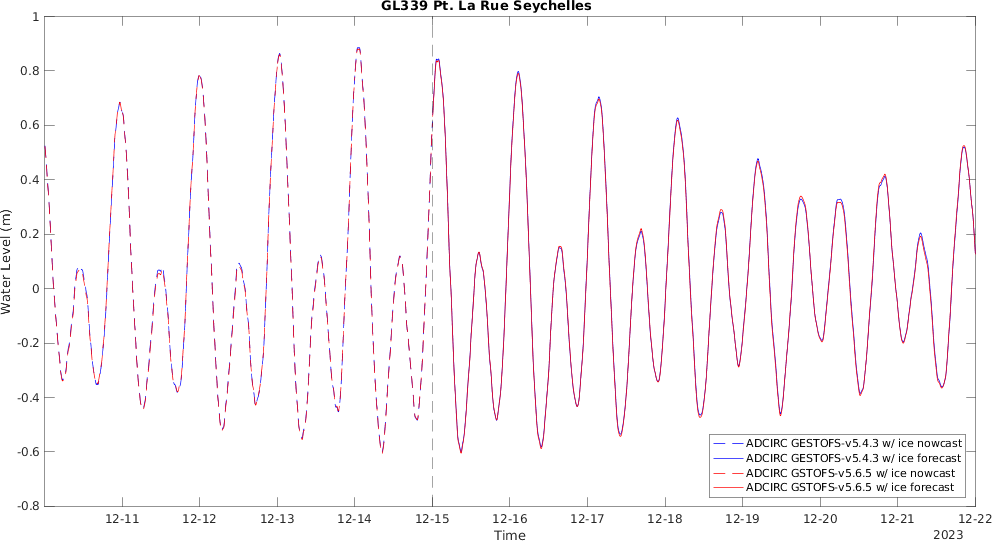 GL339 Pt. La Rue Seychelles
1
0.8
0.6
0.4
0.2
0
-0.2
-0.4
-0.6
-0.8
Water Level (m)
ADCIRC GESTOFS-v5.4.3 w/ ice nowcast
ADCIRC GESTOFS-v5.4.3 w/ ice forecast
ADCIRC GSTOFS-v5.6.5 w/ ice nowcast
ADCIRC GSTOFS-v5.6.5 w/ ice forecast
12-11 12-12 12-13 12-14 12-15 12-16 12-17 12-18 12-19 12-20 12-21 12-22
Time 2023